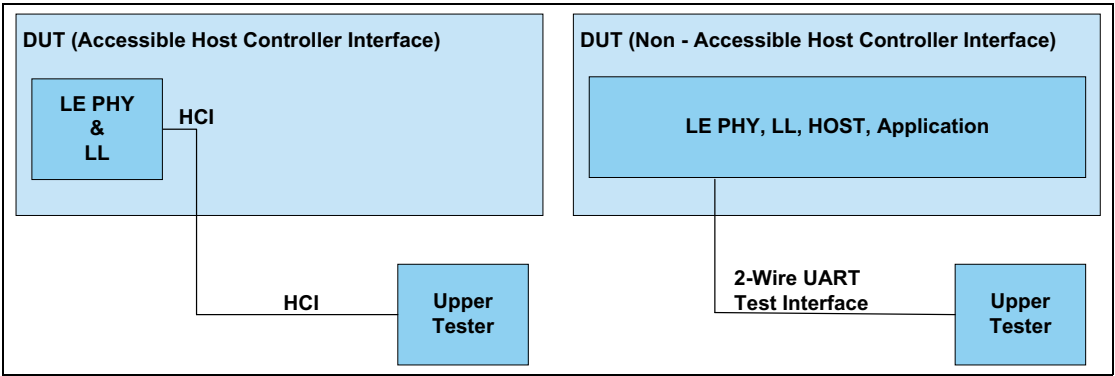 DUT (Accessible Host Controller Interface)
LE PHY
&
LL
HCI
HCI
Upper
Tester
DUT (Non - Accessible Host Controller Interface)
LE PHY, LL, HOST, Application
2-Wire UART
Test Interface
Upper
Tester